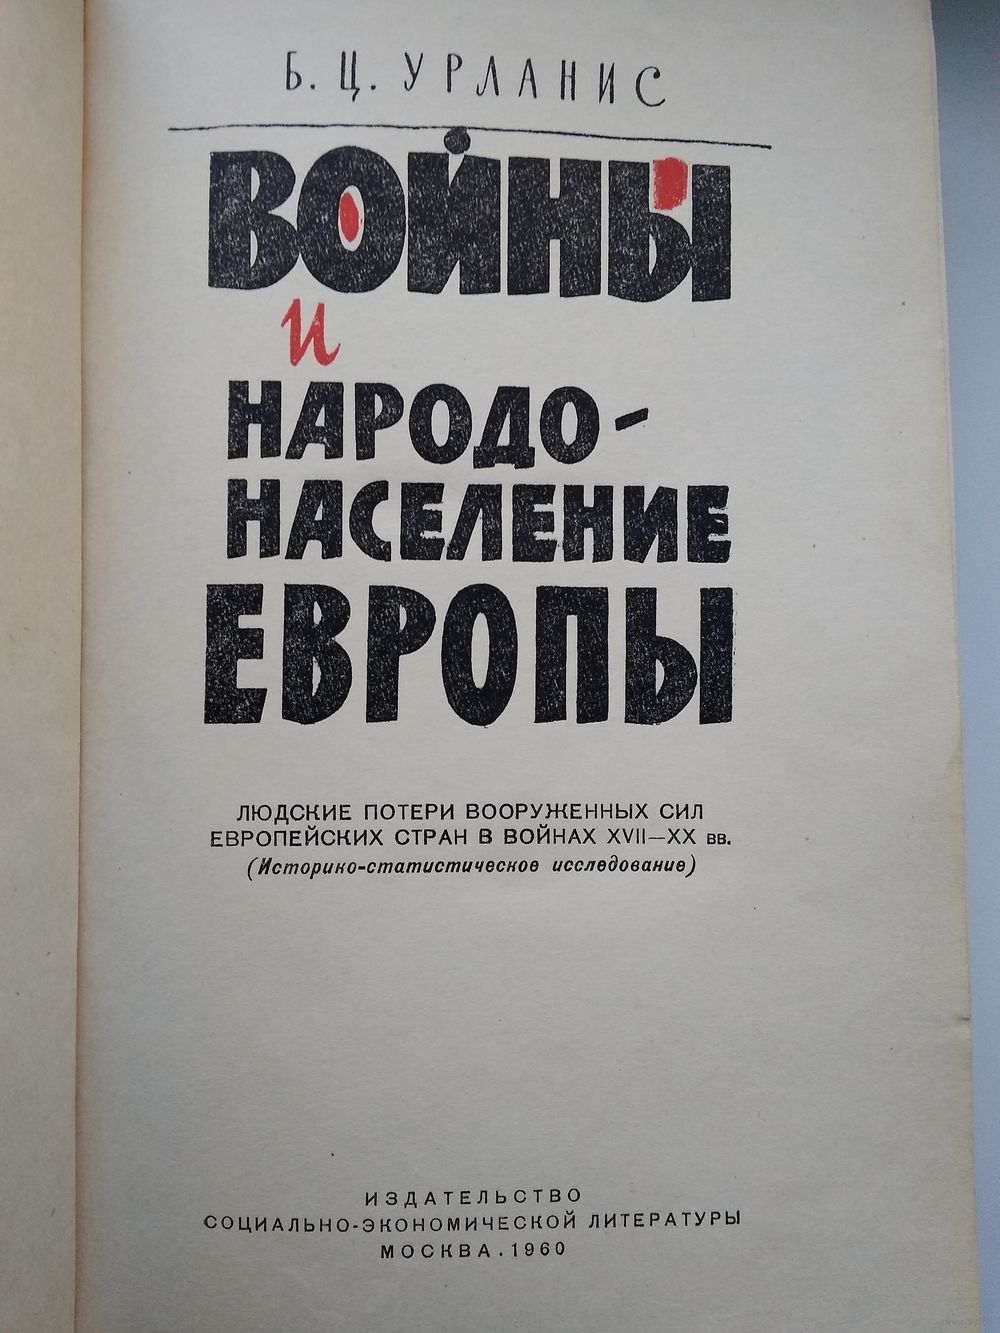 Б. Ц. УРЛАНИС
ВОЙНЫ
и
НАРОДО-
НАСЕЛЕНИЕ
ЕВРОПЫ
ЛЮДСКИЕ ПОТЕРИ ВООРУЖЕННЫХ СИЛ
ЕВРОПЕЙСКИХ СТРАН В ВОЙНАХ XVII—XX вв.
(Историко-статистическое исследование)
ИЗДАТЕЛЬСТВО
СОЦИАЛЬНО-ЭКОНОМИЧЕСКОЙ ЛИТЕРАТУРЫ
МОСКВА . 1960